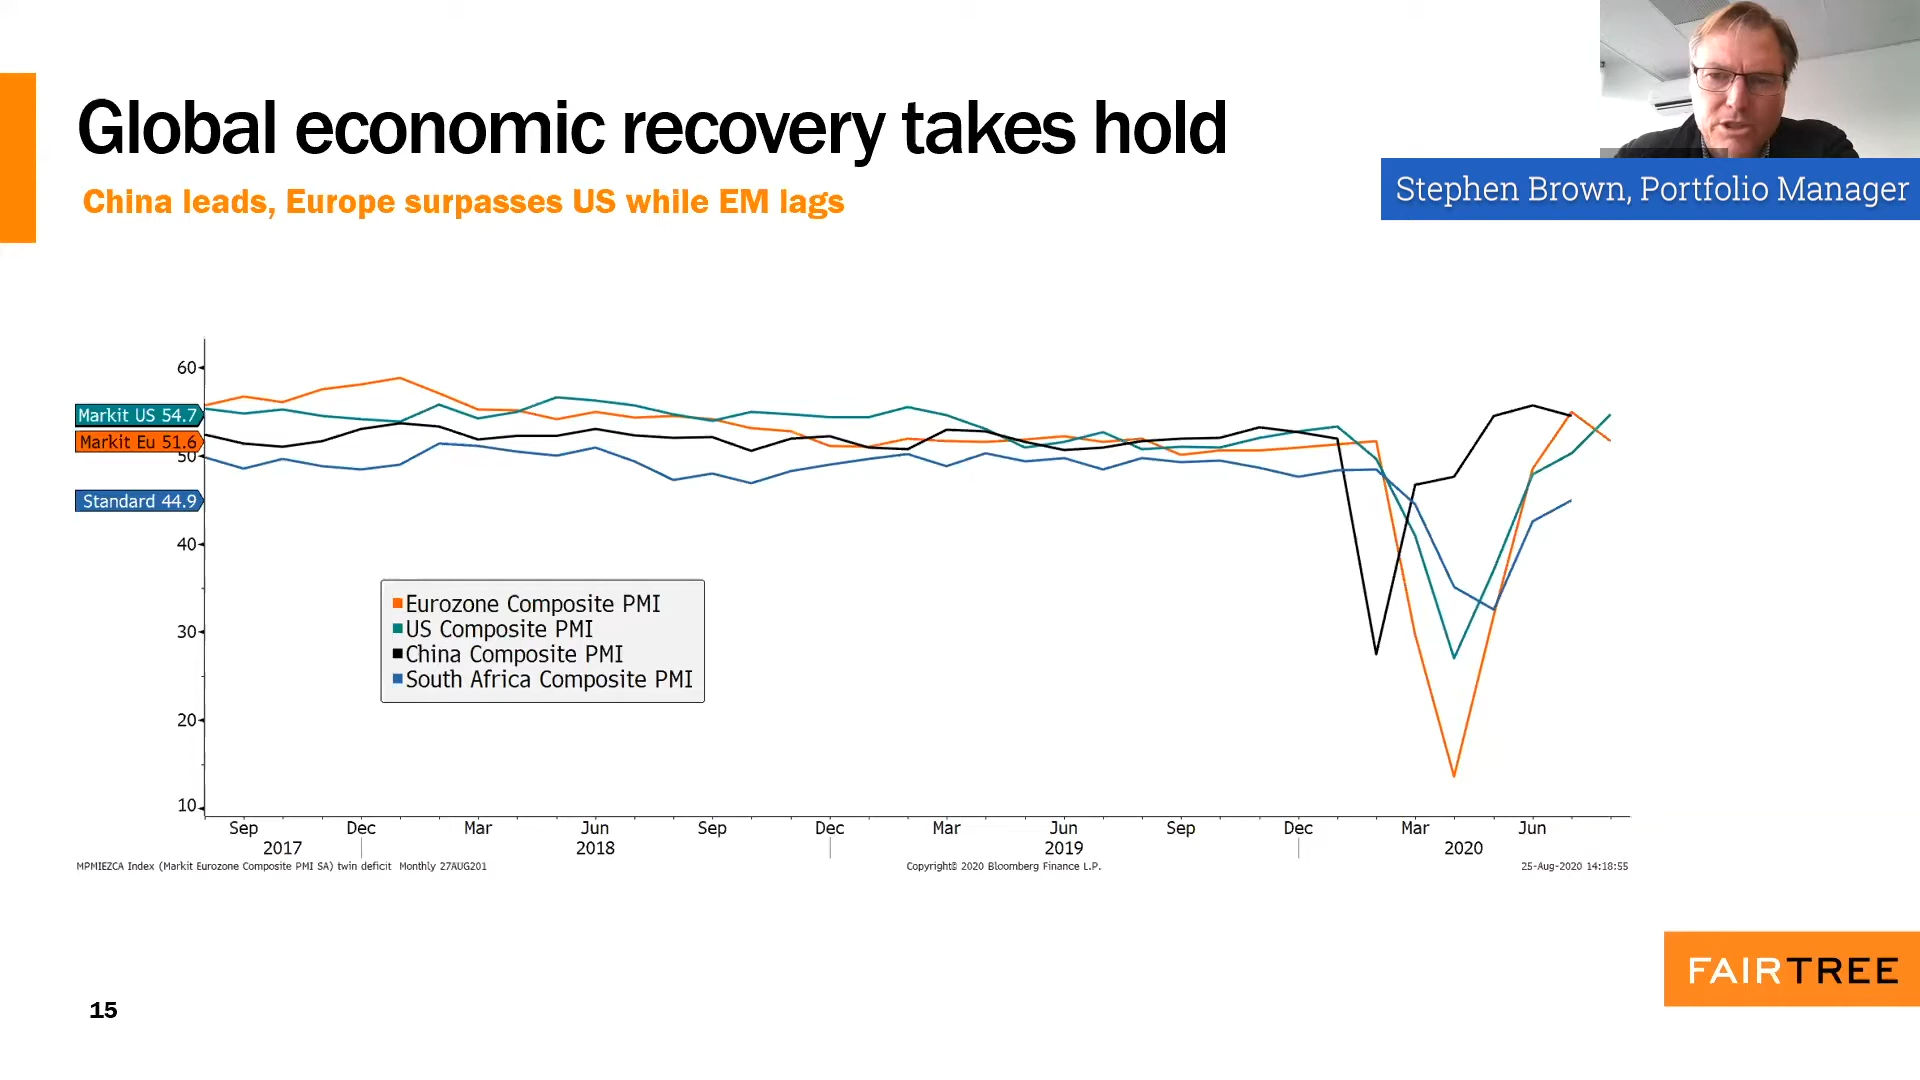 Global economic recovery takes hold
China leads, Europe surpasses US while EM lags
Stephen Brown, Portfolio Manager
60
Markit US 54.7
Markit Eu 51.6
50
Standard 44.9
40
30
20
10
Eurozone Composite PMI
US Composite PMI
China Composite PMI
South Africa Composite PMI
Sep Dec Mar Jun Sep Dec Mar Jun Sep Dec Mar Jun
2017 2018 2019 2020
MPMIEZCA Index (Markit Eurozone Composite PMI SA) twin deficit Monthly 27AUG201 Copyright© 2020 Bloomberg Finance L.P. 25-Aug-2020 14:18:55
FAIRTREE
15